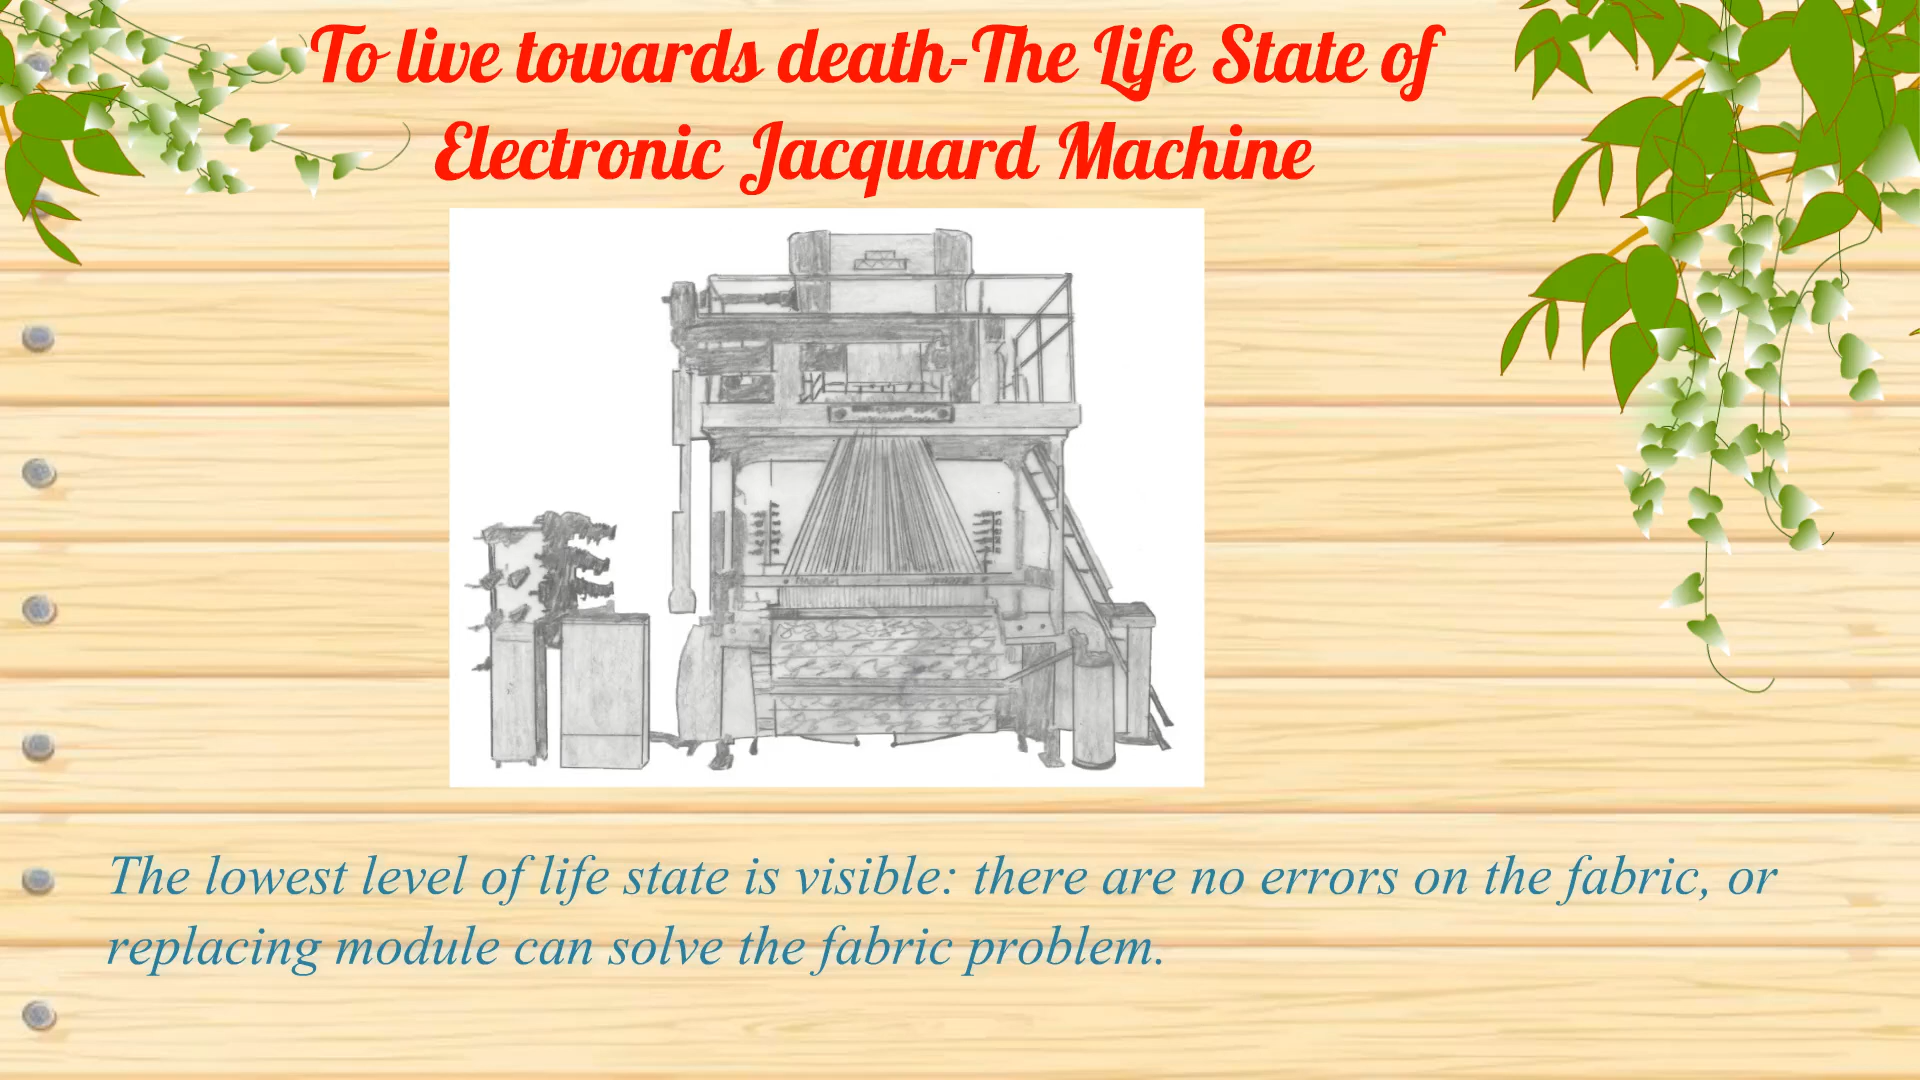 To live towards death-The Life State of
Electronic Jacquard Machine
The lowest level of life state is visible: there are no errors on the fabric, or
replacing module can solve the fabric problem.